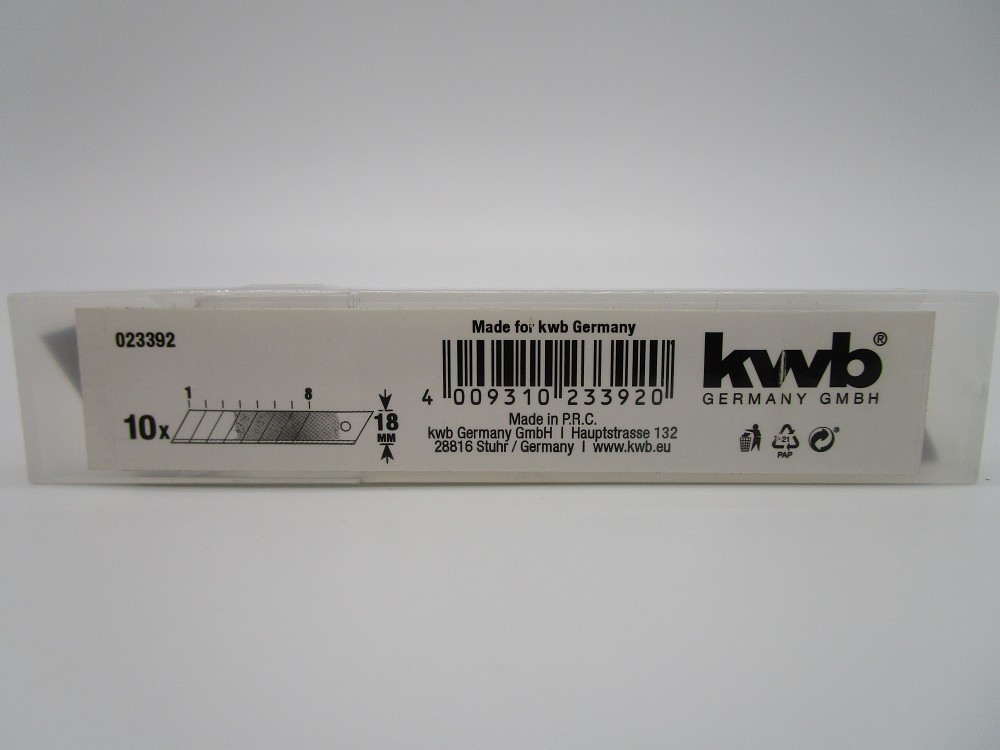 023392
1 8
10x
18
MM
Made for kwb Germany
4 009310 233920
Made in P.R.C.
kwb Germany GmbH | Hauptstrasse 132
28816 Stuhr / Germany | www.kwb.eu
kwb®
GERMANY GMBH
21
PAP